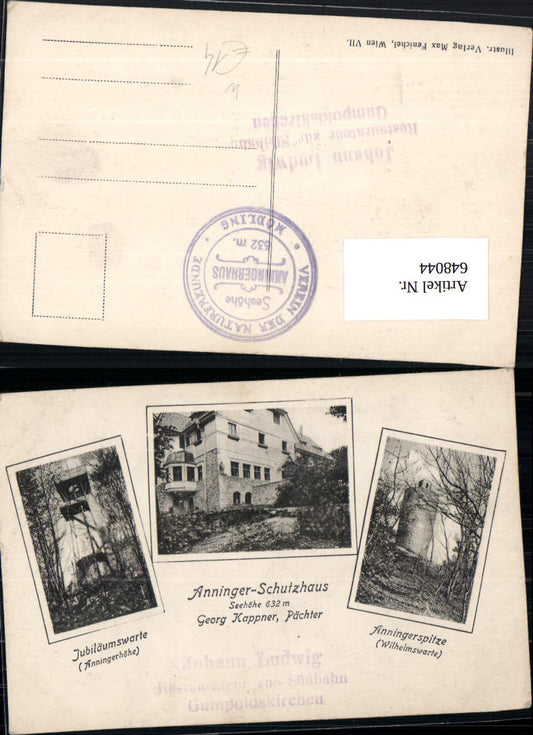 Illustr. Verlag Max Fenichel, Wien VII.
Johann Ludwig
Restaurateur zur Südbahn
Gumpoldskirchen
VEREIN DER NATURFREUNDE
• MÖDLING •
Seehöhe
ANNINGERHAUS
632 m.
Artikel Nr.
648044
Anninger-Schutzhaus
Seehöhe 632 m
Georg Kappner, Pächter
Jubiläumswarte
(Anningerhöhe)
Anningerspitze
(Wilhelmswarte)
Johann Ludwig
Restaurateur zur Südbahn
Gumpoldskirchen